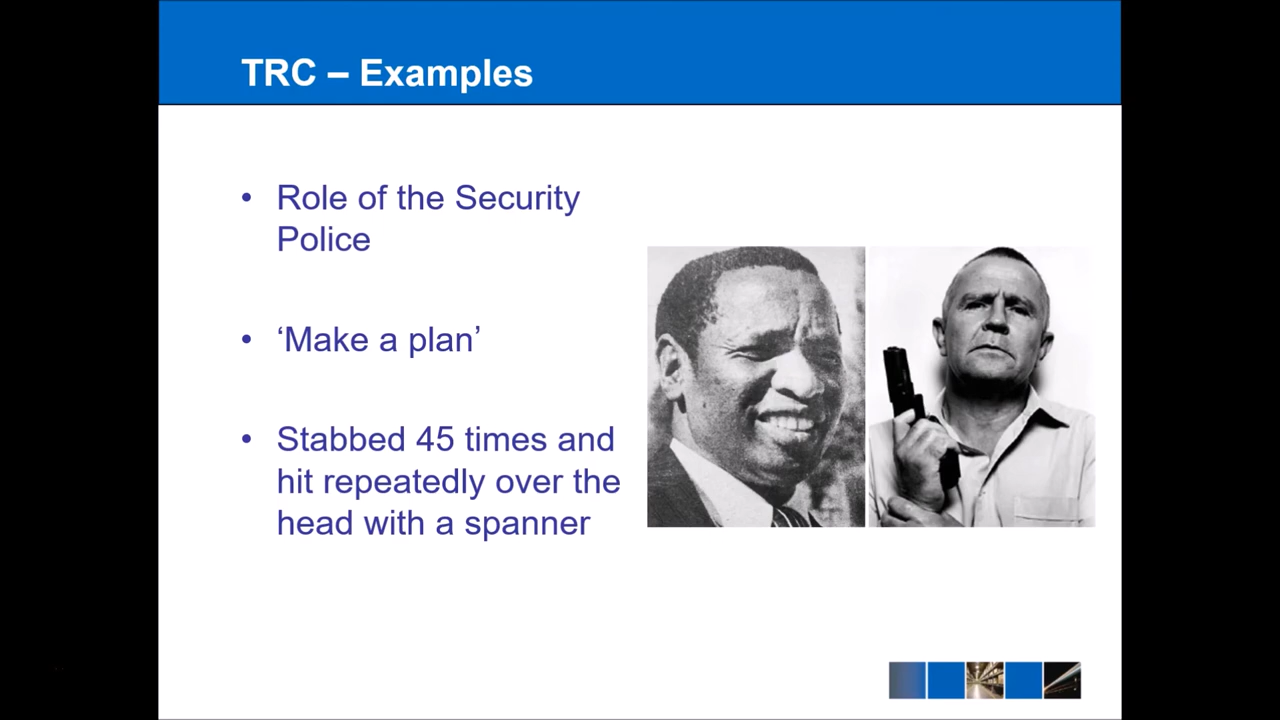 TRC – Examples
• Role of the Security
Police
• ‘Make a plan’
• Stabbed 45 times and
hit repeatedly over the
head with a spanner